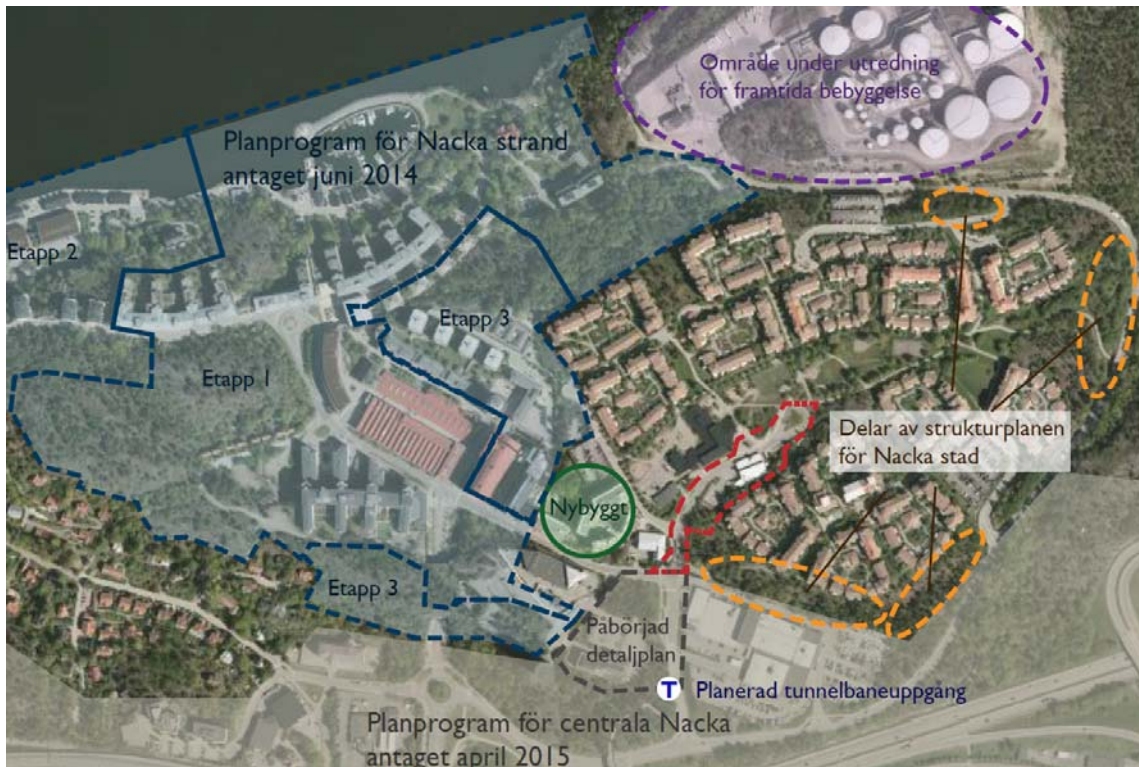 Område under utredning
för framtida bebyggelse
Planprogram för Nacka strand
antaget juni 2014
Etapp 2
Etapp 3
Etapp 1
Delar av strukturplanen
för Nacka stad
Nybyggt
Etapp 3
Påbörjad
detaljplan
T Planerad tunnelbaneuppgång
Planprogram för centrala Nacka
antaget april 2015